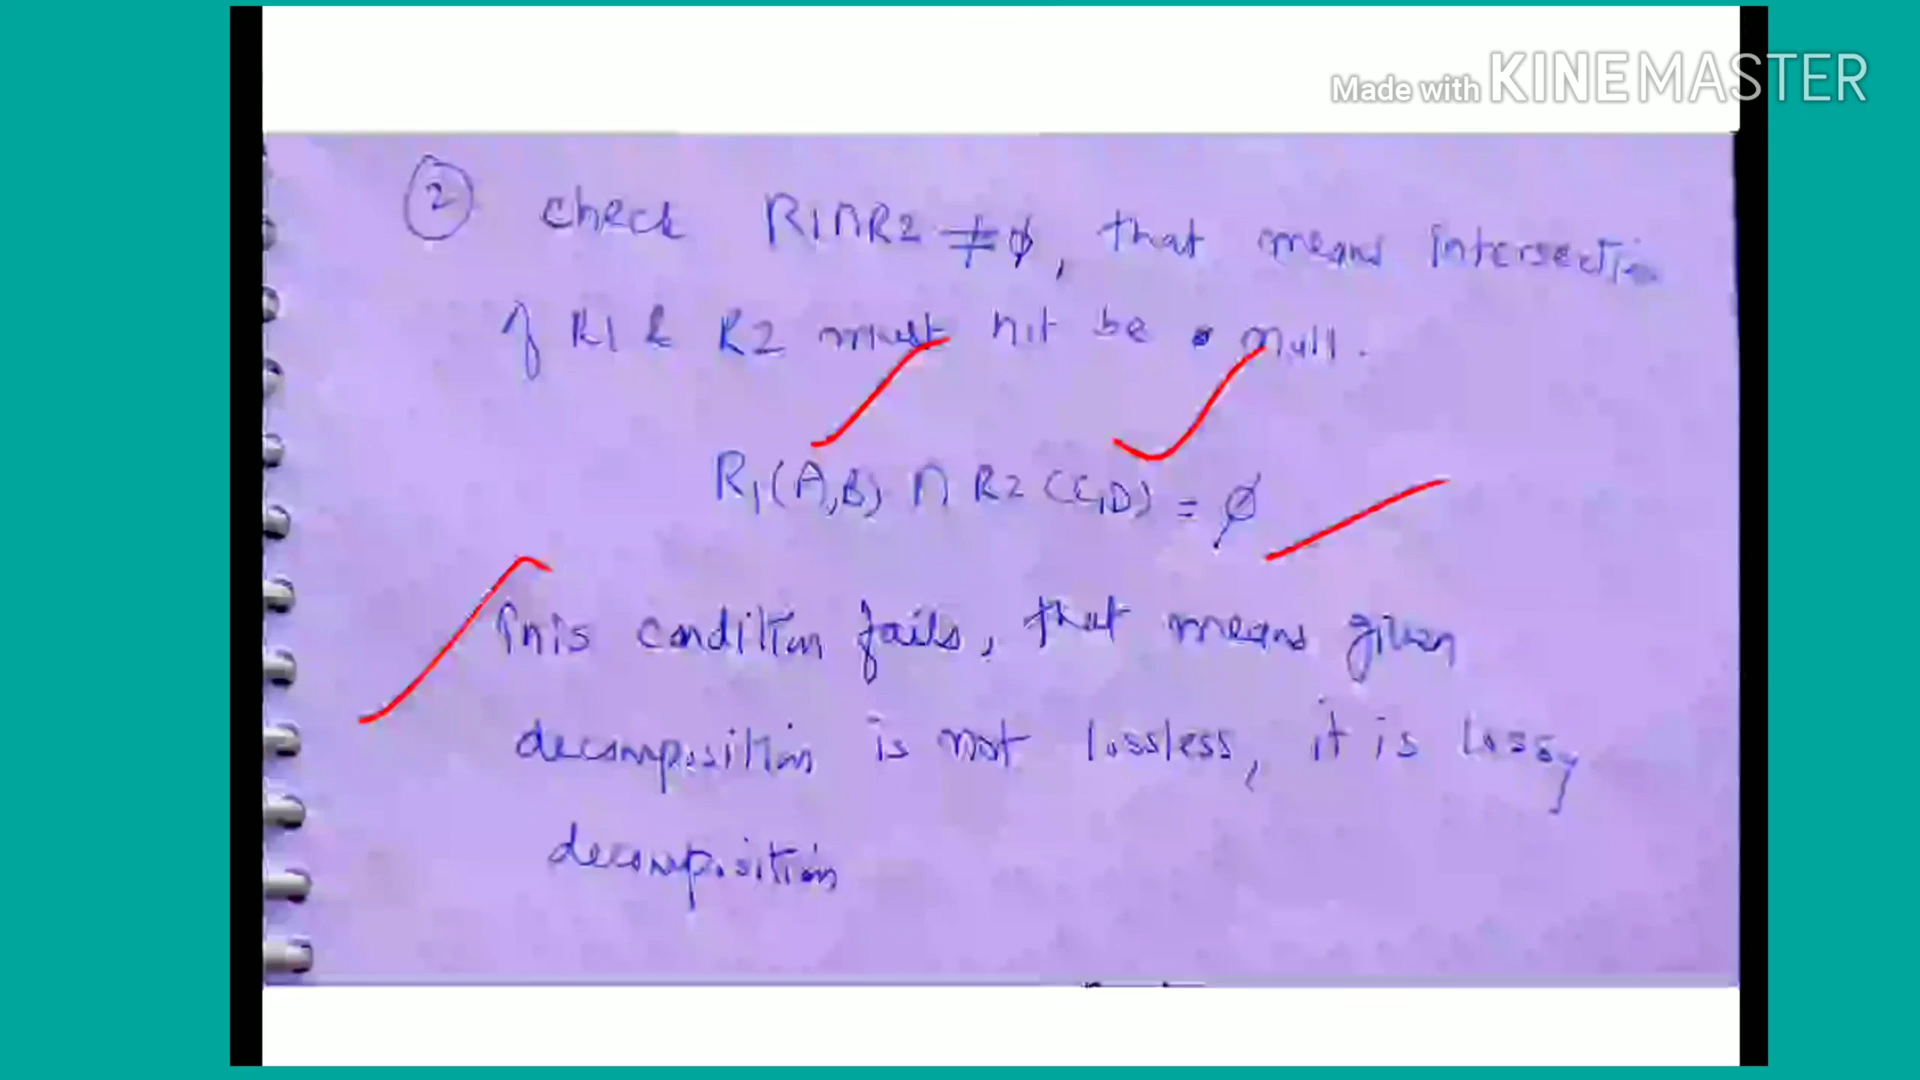 Made with KINEMASTER
2 check R1∩R2 ≠ ϕ, that means intersection
of R1 & R2 must not be null.
R1(A,B) ∩ R2(C,D) = ϕ
This condition fails, that means given
decomposition is not lossless, it is lossy
decomposition